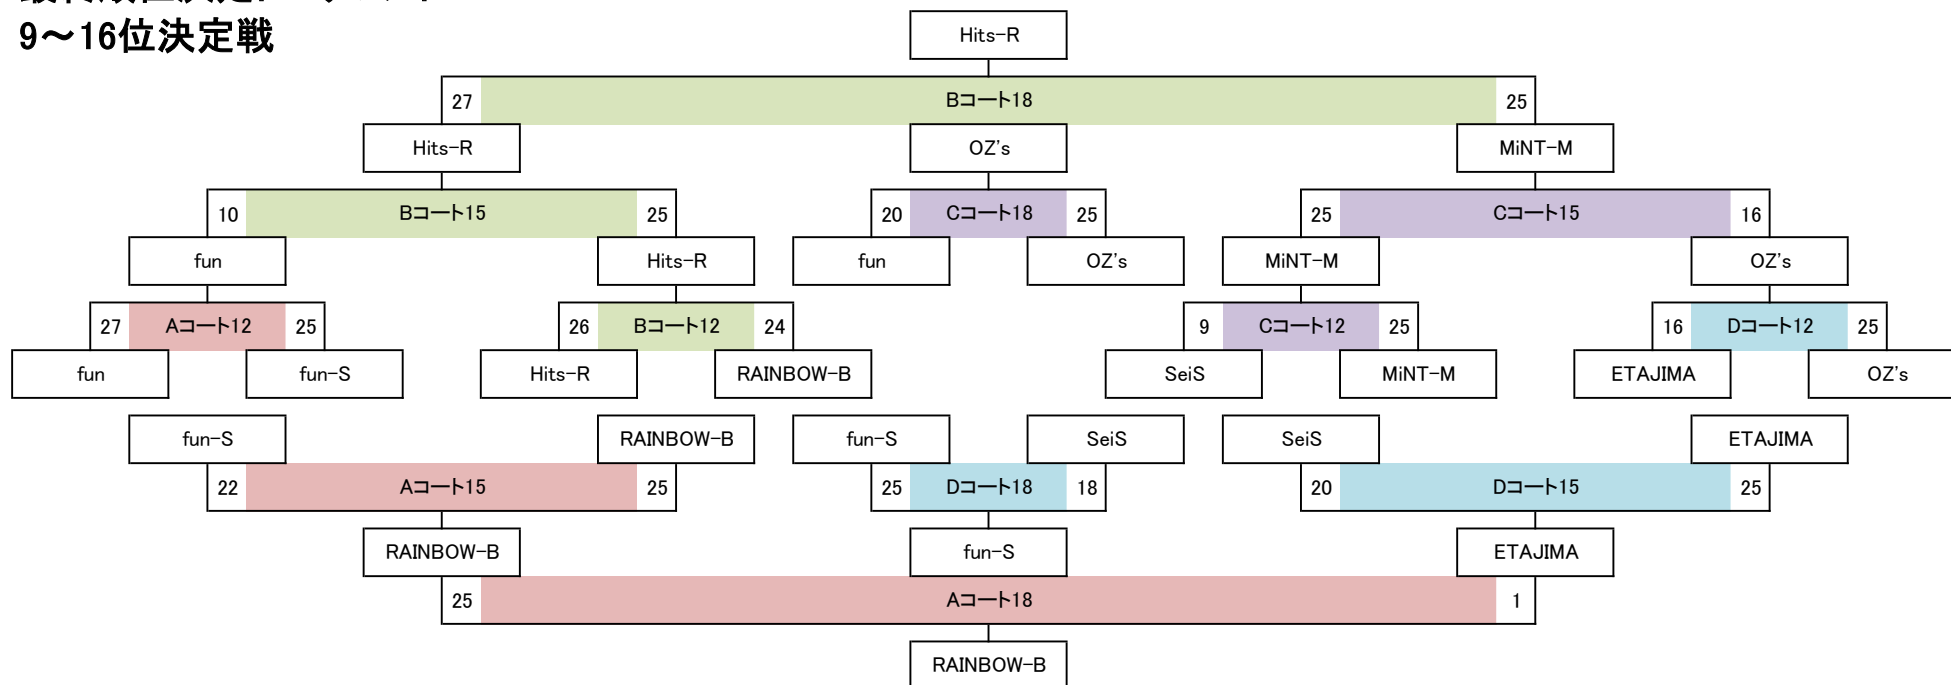 9～16位決定戦
Hits-R
27
Bコート18
25
Hits-R
OZ's
MiNT-M
10
Bコート15
25
20
Cコート18
25
25
Cコート15
16
fun
Hits-R
fun
OZ's
MiNT-M
OZ's
27
Aコート12
25
26
Bコート12
24
9
Cコート12
25
16
Dコート12
25
fun
fun-S
Hits-R
RAINBOW-B
SeiS
MiNT-M
ETAJIMA
OZ's
fun-S
RAINBOW-B
fun-S
SeiS
SeiS
ETAJIMA
22
Aコート15
25
25
Dコート18
18
20
Dコート15
25
RAINBOW-B
fun-S
ETAJIMA
25
Aコート18
1
RAINBOW-B